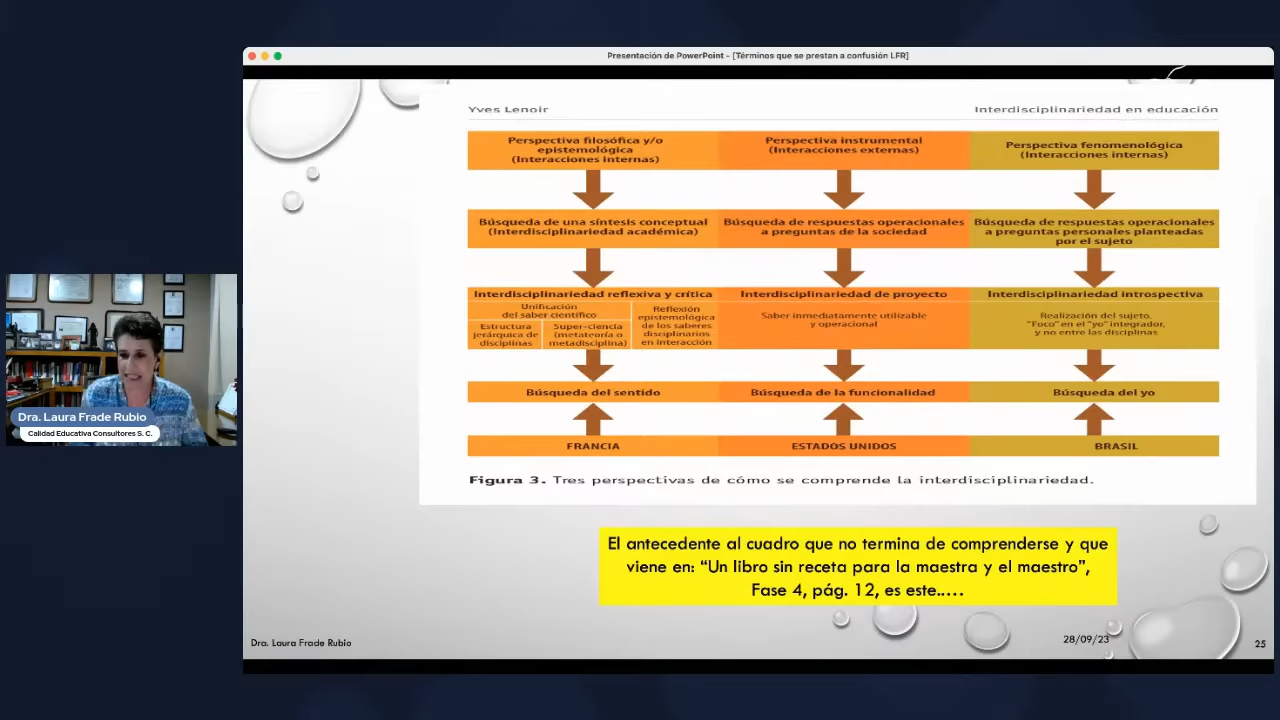 Presentación de PowerPoint - [Términos que se prestan a confusión LFR]
Yves Lenoir
Interdisciplinariedad en educación
Perspectiva filosófica y/o
epistemológica
(Interacciones internas)
Perspectiva instrumental
(Interacciones externas)
Perspectiva fenomenológica
(Interacciones internas)
Búsqueda de una síntesis conceptual
(Interdisciplinariedad académica)
Búsqueda de respuestas operacionales
a preguntas de la sociedad
Búsqueda de respuestas operacionales
a preguntas personales planteadas
por el sujeto
Interdisciplinariedad reflexiva y crítica
Unificación
del saber científico
Estructura
jerárquica de
disciplinas
Super-ciencia
(metateoría o
metadisciplina)
Reflexión
epistemológica
de los saberes
disciplinarios
en interacción
Interdisciplinariedad de proyecto
Saber inmediatamente utilizable
y operacional
Interdisciplinariedad introspectiva
Realización del sujeto.
"Foco" en el "yo" integrador,
y no entre las disciplinas
Búsqueda del sentido
Búsqueda de la funcionalidad
Búsqueda del yo
FRANCIA
ESTADOS UNIDOS
BRASIL
Figura 3. Tres perspectivas de cómo se comprende la interdisciplinariedad.
El antecedente al cuadro que no termina de comprenderse y que
viene en: “Un libro sin receta para la maestra y el maestro”,
Fase 4, pág. 12, es este.….
Dra. Laura Frade Rubio
28/09/23
25
Dra. Laura Frade Rubio
Calidad Educativa Consultores S. C.